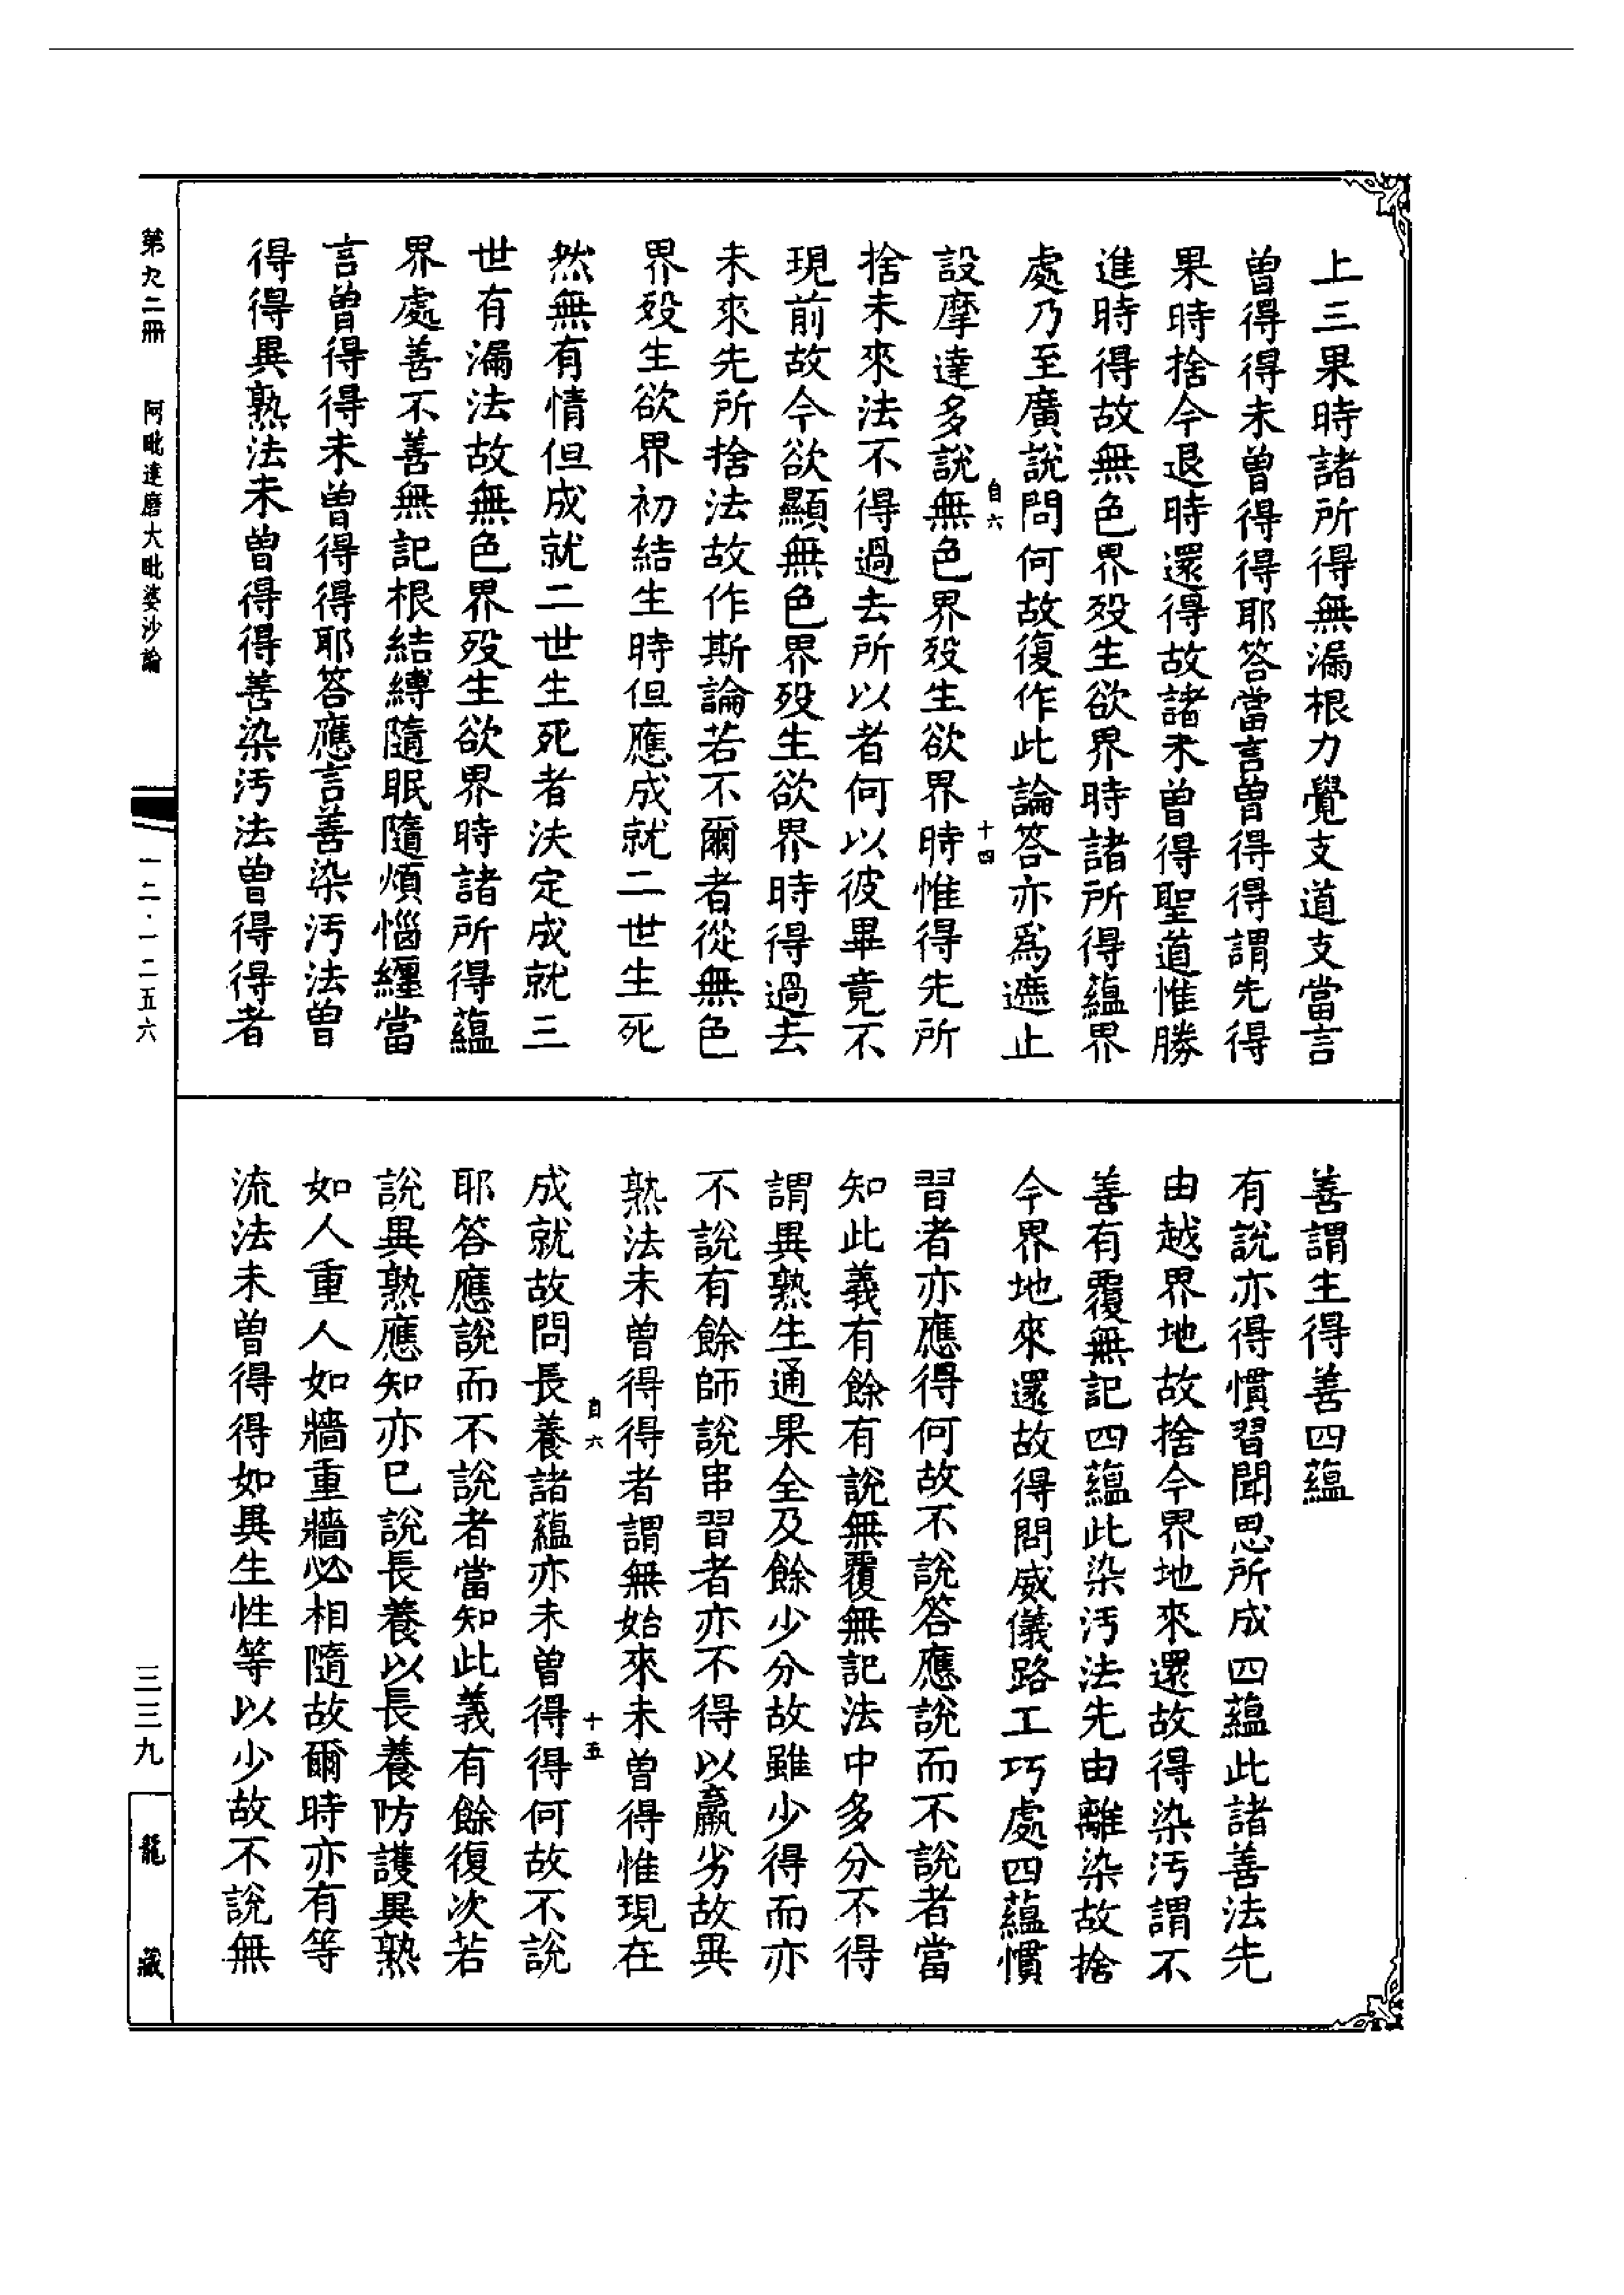 上三果時諸所得無漏根力覺支道支當言
曾得得未曾得得耶答當言曾得得謂先得
果時捨今退時還得故諸未曾得聖道惟勝
進時得故無色界歿生欲界時諸所得蘊界
處乃至廣說問何故復作此論答亦爲遮止
設摩達多說無色界歿生欲界時惟得先所
自六
十四
捨未來法不得過去所以者何以彼畢竟不
現前故今欲顯無色界歿生欲界時得過去
未來先所捨法故作斯論若不爾者從無色
界歿生欲界初結生時但應成就二世生死
然無有情但成就二世生死者決定成就三
世有漏法故無色界歿生欲界時諸所得蘊
界處善不善無記根結縛隨眠隨煩惱纏當
言曾得得未曾得得耶答應言善染污法曾
得得異熟法未曾得得善染污法曾得得者
善謂生得善四蘊
有說亦得慣習聞思所成四蘊此諸善法先
由越界地故捨今界地來還故得染污謂不
善有覆無記四蘊此染污法先由離染故捨
今界地來還故得問威儀路工巧處四蘊慣
習者亦應得何故不說答應說而不說者當
知此義有餘有說無覆無記法中多分不得
謂異熟生通果全及餘少分故雖少得而亦
不說有餘師說串習者亦不得以羸劣故異
熟法未曾得得者謂無始來未曾得惟現在
自六
十五
成就故問長養諸蘊亦未曾得得何故不說
耶答應說而不說者當知此義有餘復次若
說異熟應知亦已說長養以長養防護異熟
如人重人如牆重牆必相隨故爾時亦有等
流法未曾得得如異生性等以少故不說無
第九二冊
阿毗達磨大毗婆沙論
一二·一二五六
三三九
龍藏